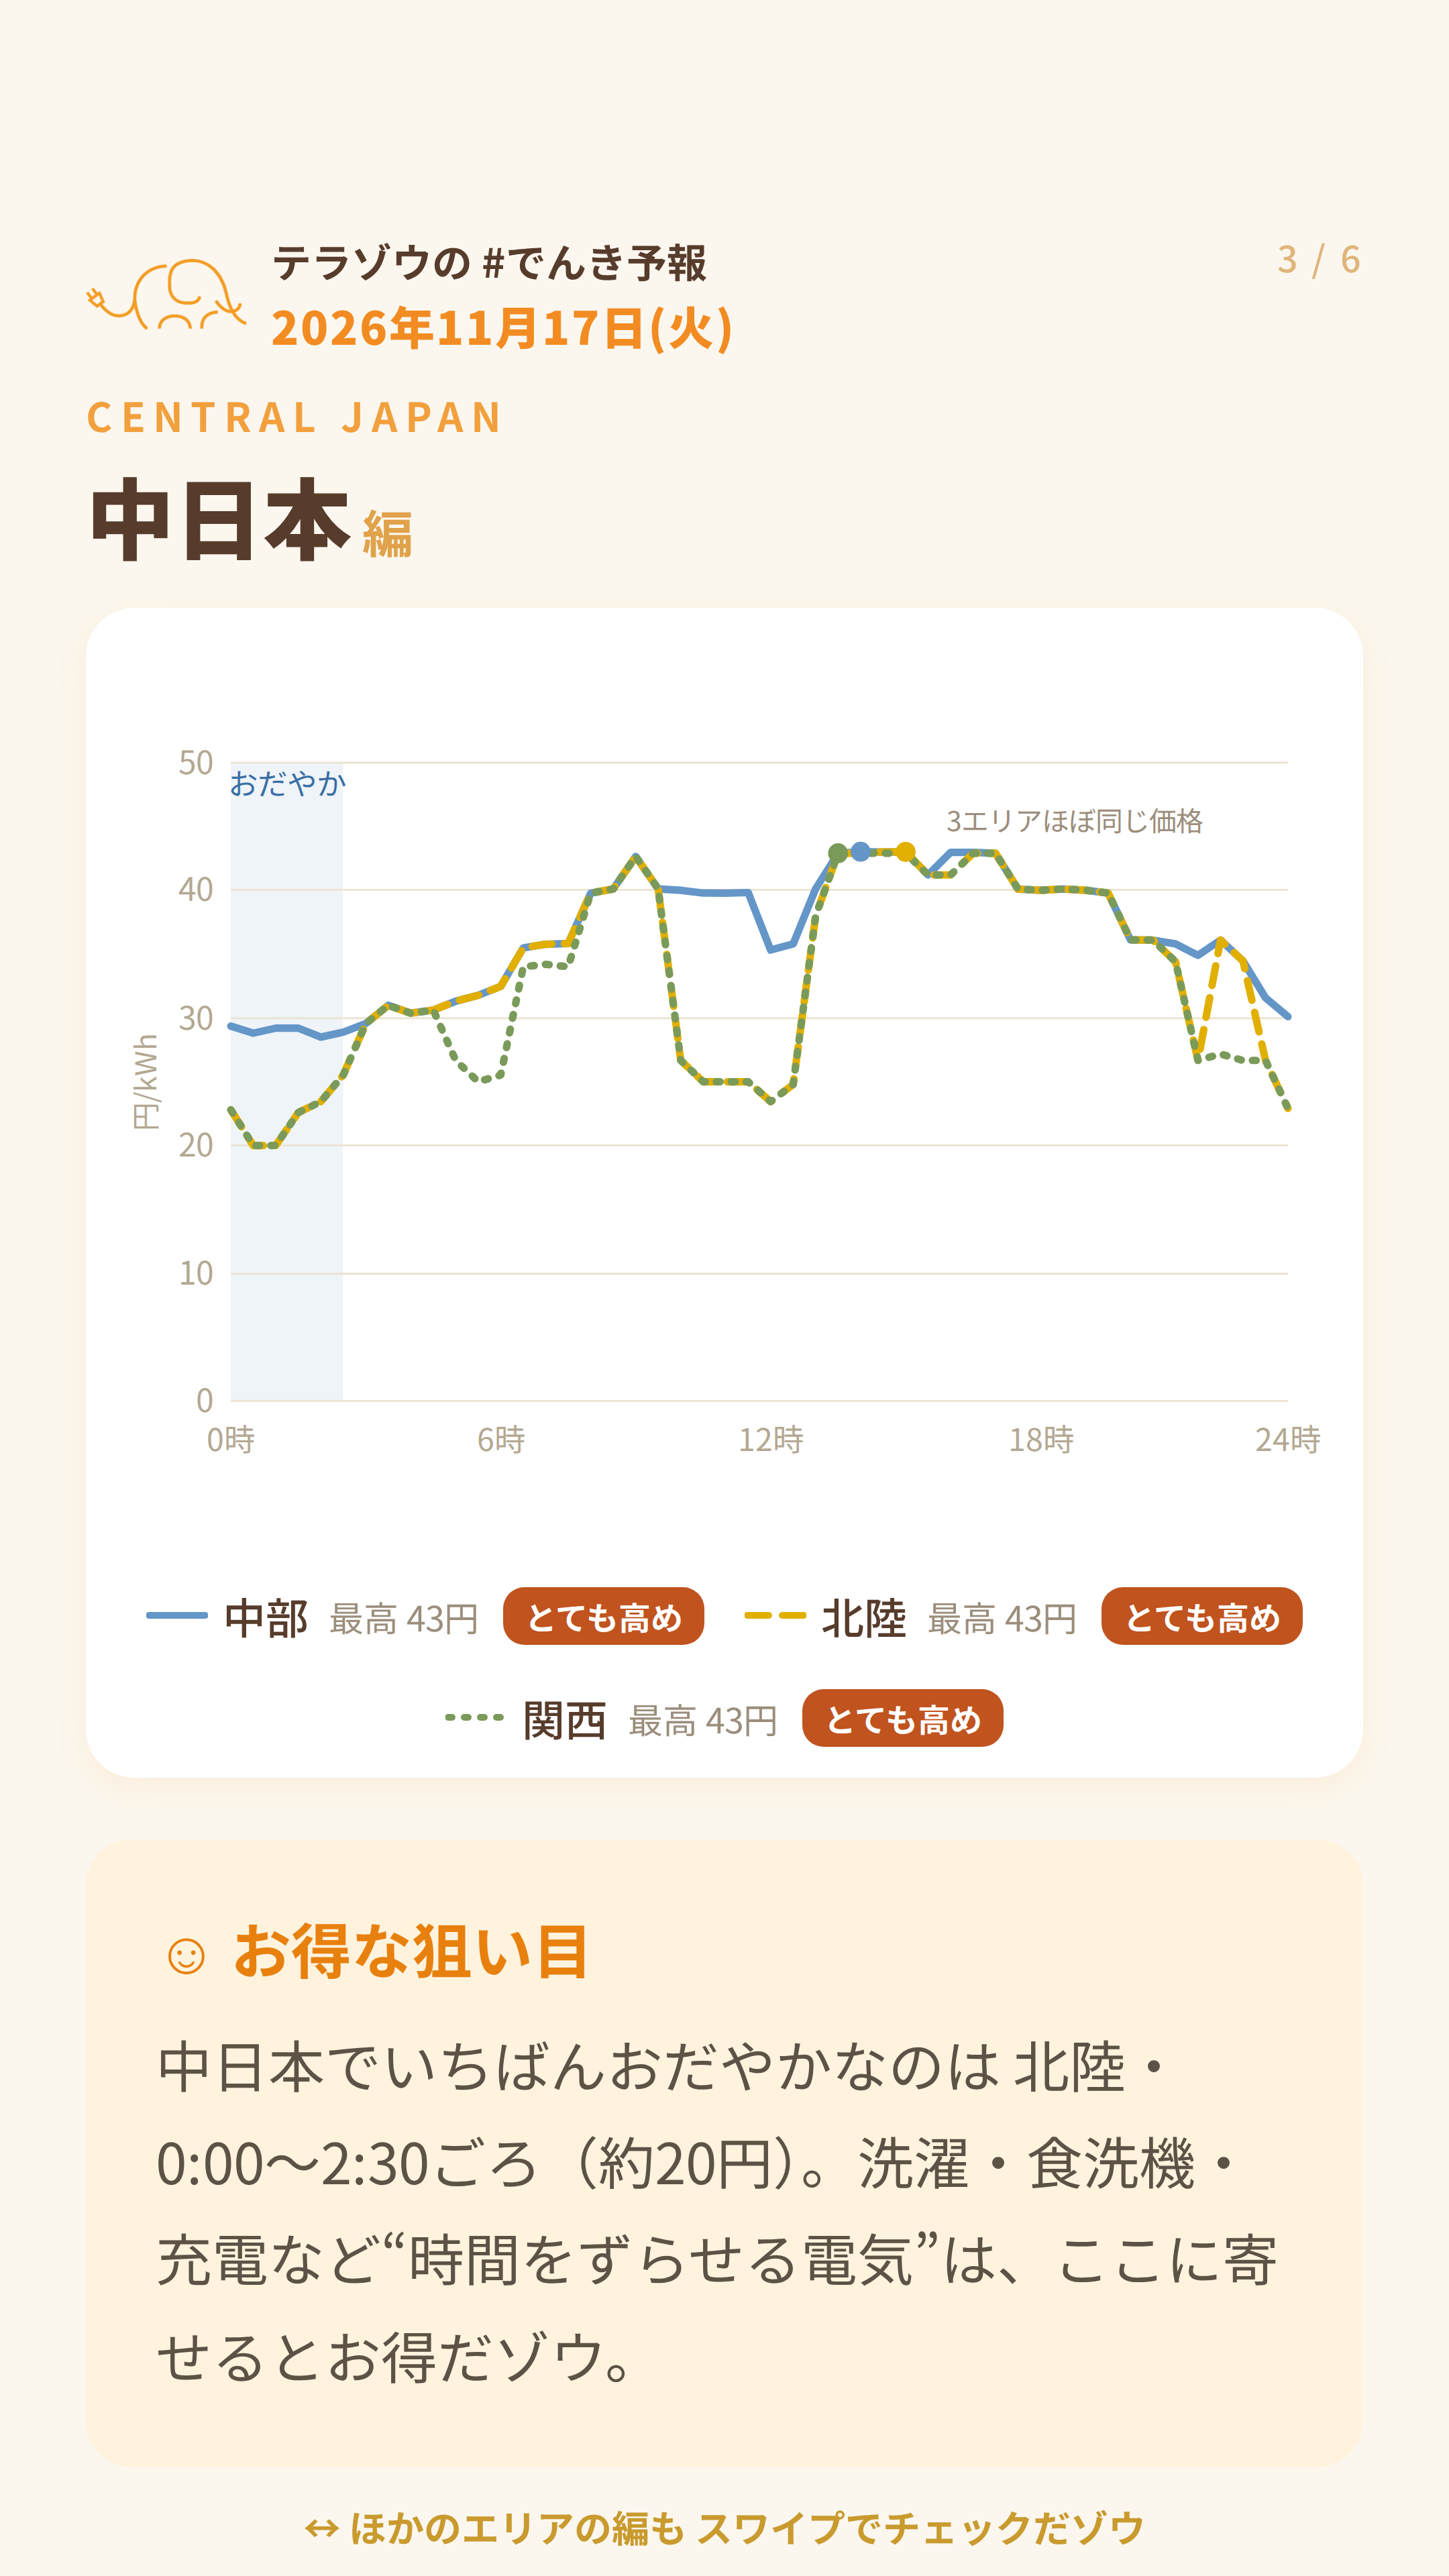 テラゾウの #でんき予報
3 / 6
2026年11月17日(火)
CENTRAL JAPAN
中日本 編
50
おだやか
3エリアほぼ同じ価格
40
30
円/kWh
20
10
0
0時 6時 12時 18時 24時
中部 最高 43円 とても高め 北陸 最高 43円 とても高め
関西 最高 43円 とても高め
☺ お得な狙い目
中日本でいちばんおだやかなのは 北陸・
0:00〜2:30ごろ（約20円）。洗濯・食洗機・
充電など“時間をずらせる電気”は、ここに寄
せるとお得だゾウ。
↔ ほかのエリアの編も スワイプでチェックだゾウ